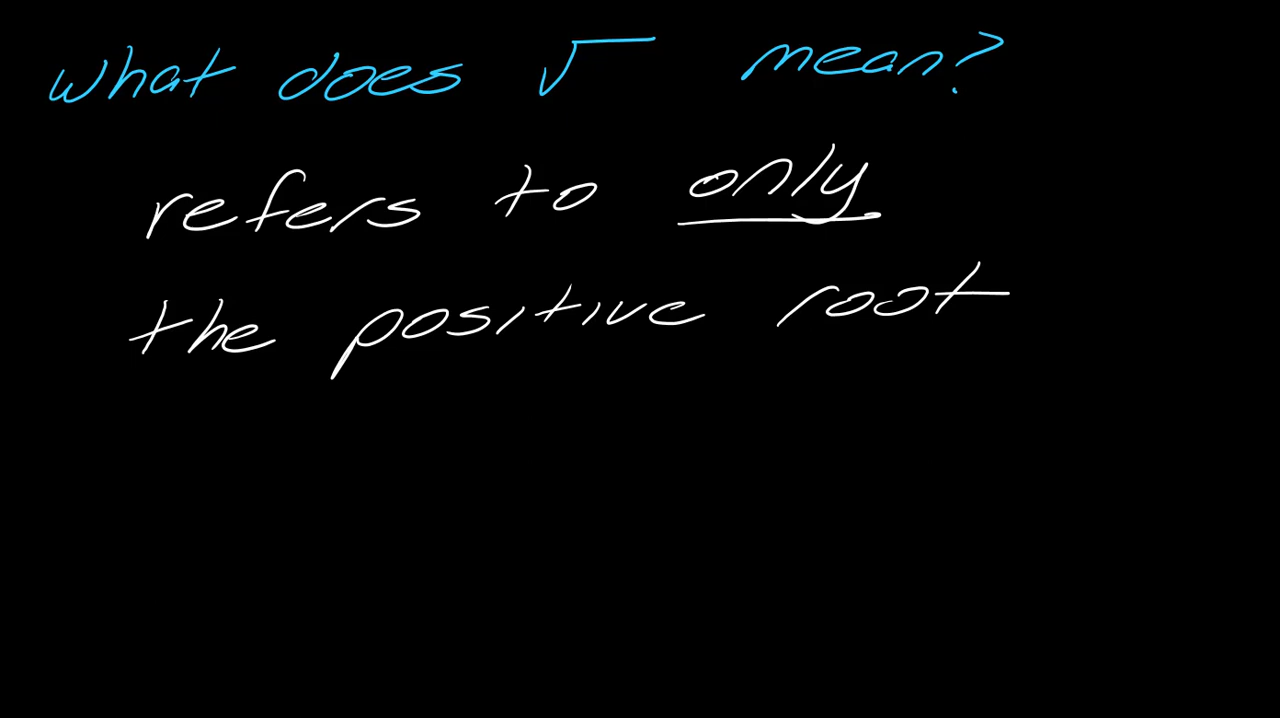 what does √ mean?
refers to only
the positive root